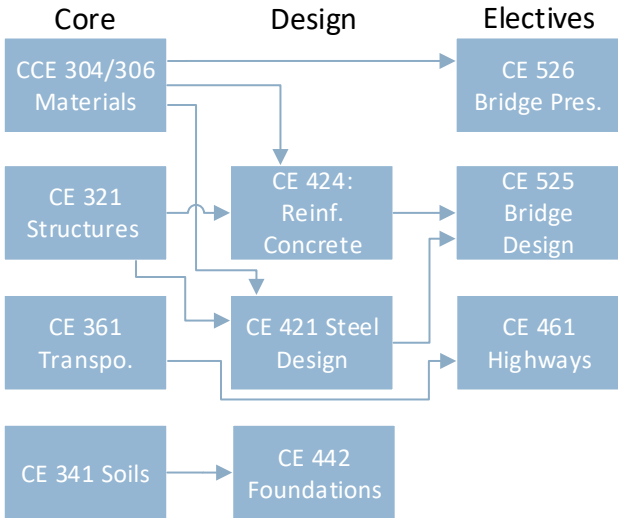 Core
Design
Electives
CCE 304/306
Materials
CE 526
Bridge Pres.
CE 321
Structures
CE 424:
Reinf.
Concrete
CE 525
Bridge
Design
CE 361
Transpo.
CE 421 Steel
Design
CE 461
Highways
CE 341 Soils
CE 442
Foundations